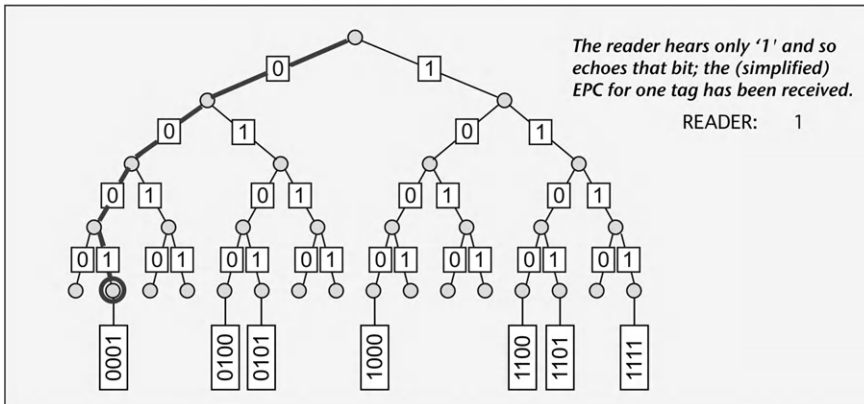 The reader hears only '1' and so
echoes that bit; the (simplified)
EPC for one tag has been received.
READER: 1
0 1
0 1 0 1
0 1 0 1 0 1 0 1
0 1 0 1 0 1 0 1 0 1 0 1 0 1 0 1
0001 0100 0101 1000 1100 1101 1111